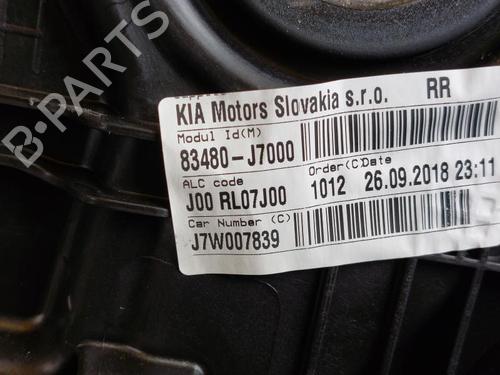 KIA Motors Slovakia s.r.o. RR
Modul Id(M)
83480-J7000
ALC code Order(C)Date
J00 RL07J00 1012 26.09.2018 23:11
Car Number (C)
J7W007839
B-PARTS